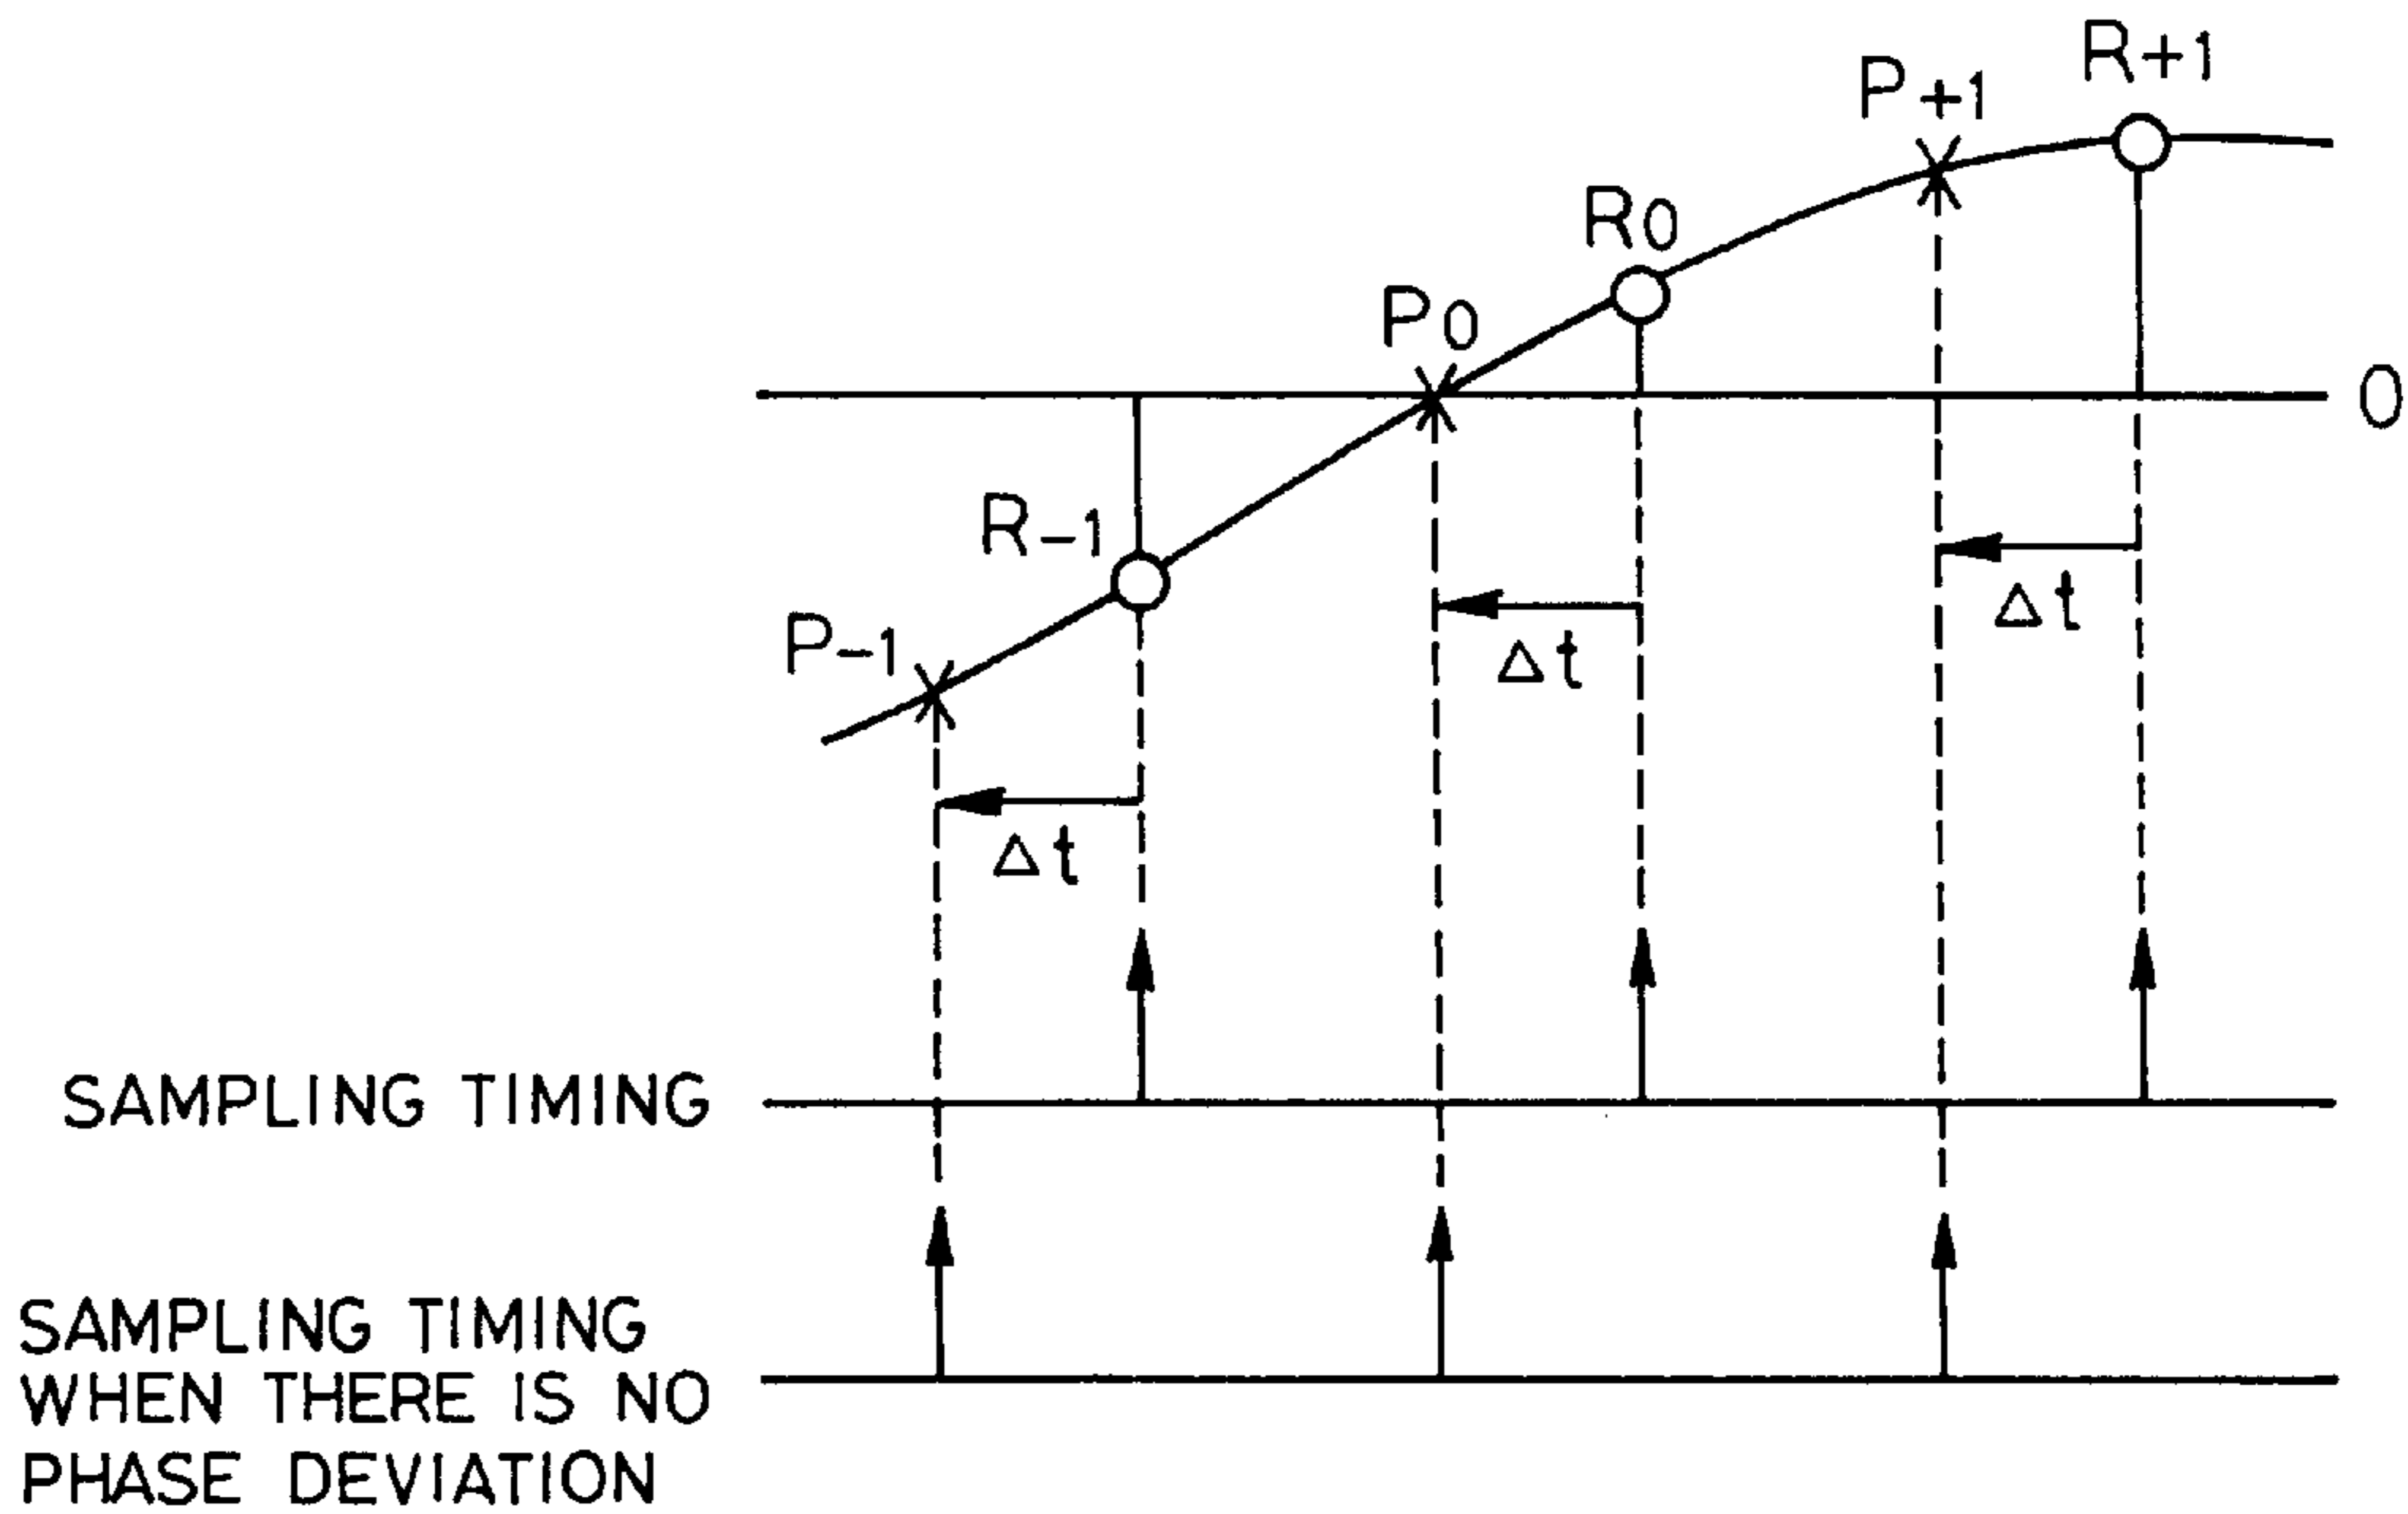 R+1
P+1
R0
P0
0
R-1
P-1
Δt
Δt
Δt
SAMPLING TIMING
SAMPLING TIMING
WHEN THERE IS NO
PHASE DEVIATION